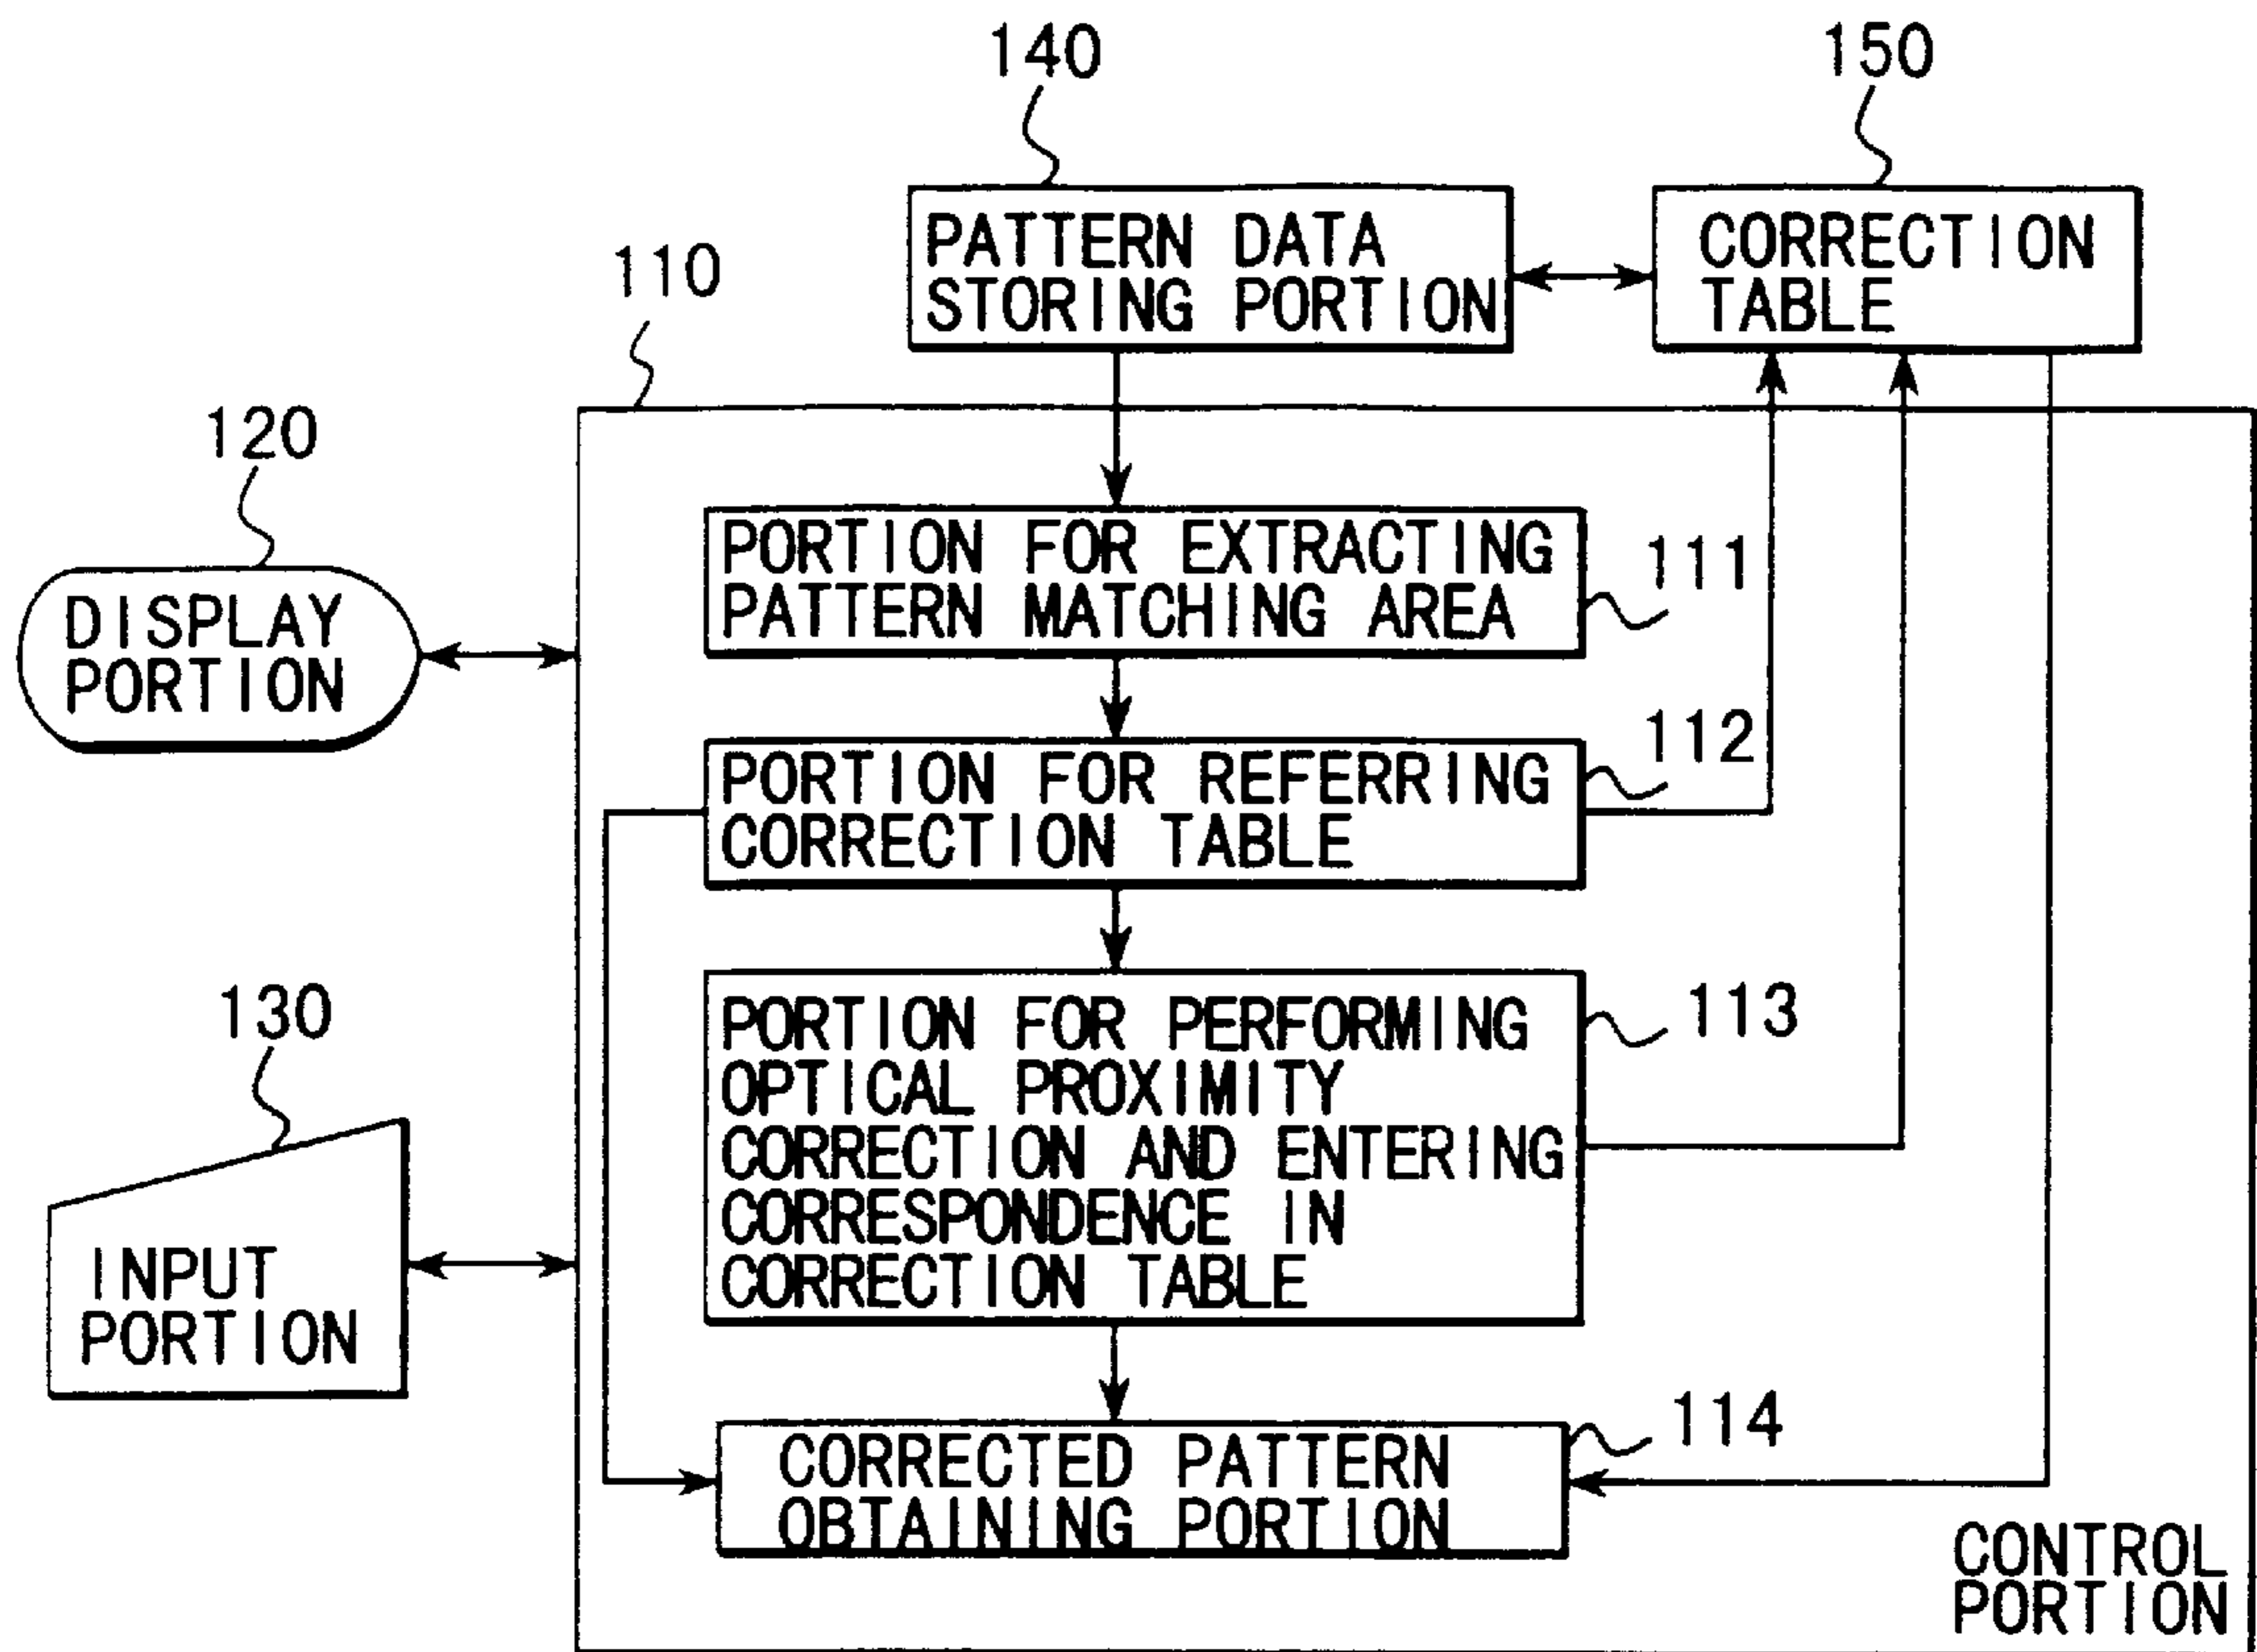 140
150
PATTERN DATA
STORING PORTION
CORRECTION
TABLE
110
120
DISPLAY
PORTION
PORTION FOR EXTRACTING
PATTERN MATCHING AREA
111
PORTION FOR REFERRING
CORRECTION TABLE
112
130
INPUT
PORTION
PORTION FOR PERFORMING
OPTICAL PROXIMITY
CORRECTION AND ENTERING
CORRESPONDENCE IN
CORRECTION TABLE
113
CORRECTED PATTERN
OBTAINING PORTION
114
CONTROL
PORTION